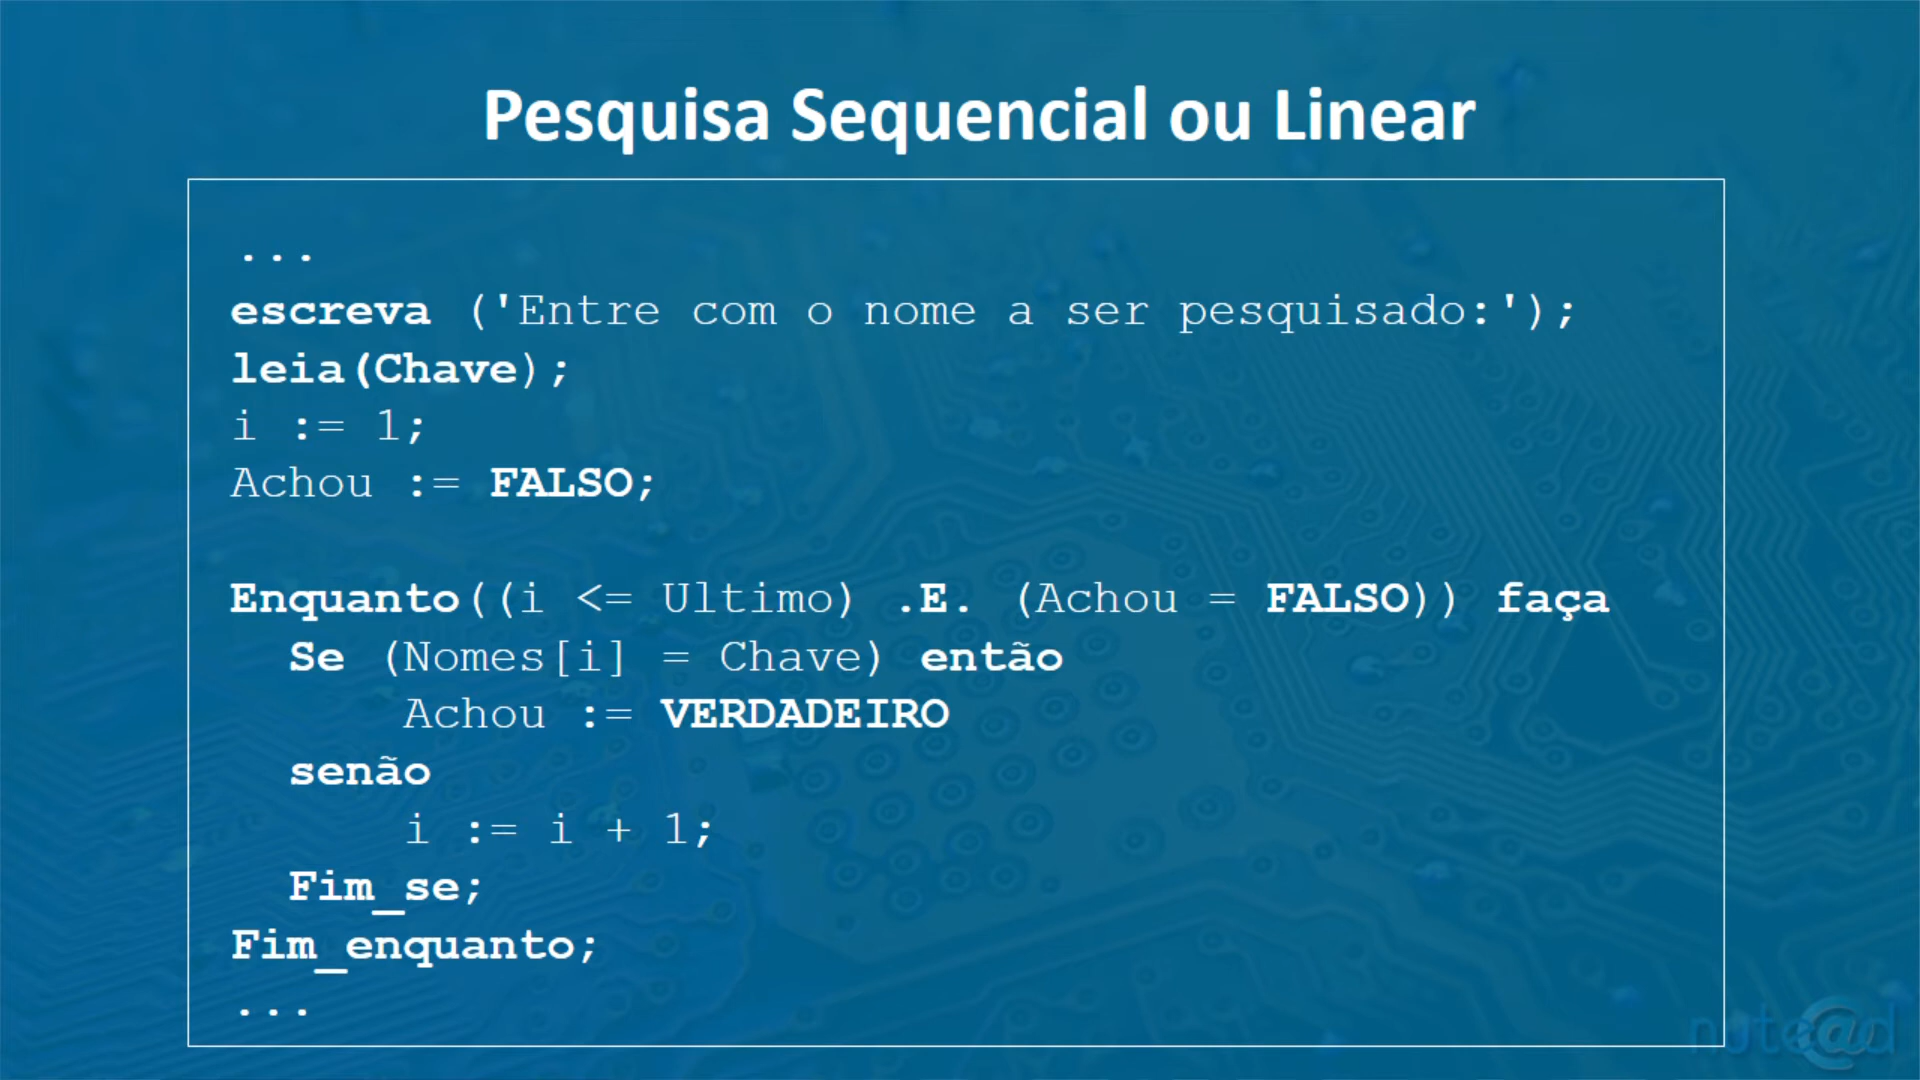 Pesquisa Sequencial ou Linear
...
escreva ('Entre com o nome a ser pesquisado:');
leia(Chave);
i := 1;
Achou := FALSO;
Enquanto((i <= Ultimo) .E. (Achou = FALSO)) faça
Se (Nomes[i] = Chave) então
Achou := VERDADEIRO
senão
i := i + 1;
Fim_se;
Fim_enquanto;
...
nute@d